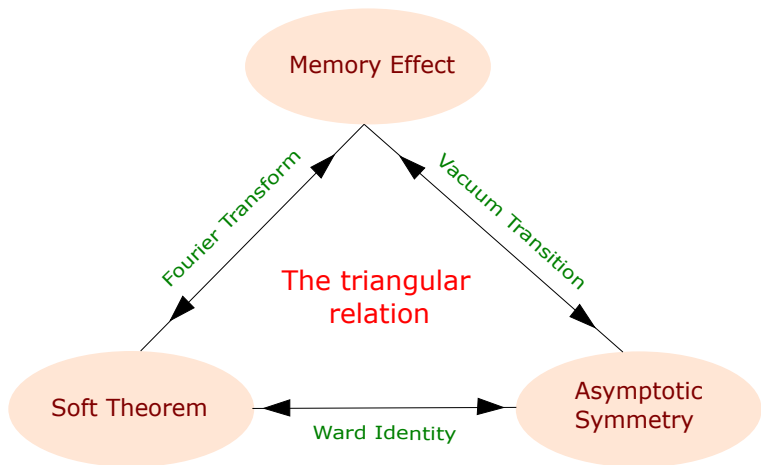 Memory Effect
Fourier Transform
Vacuum Transition
The triangular
relation
Soft Theorem
Asymptotic
Symmetry
Ward Identity